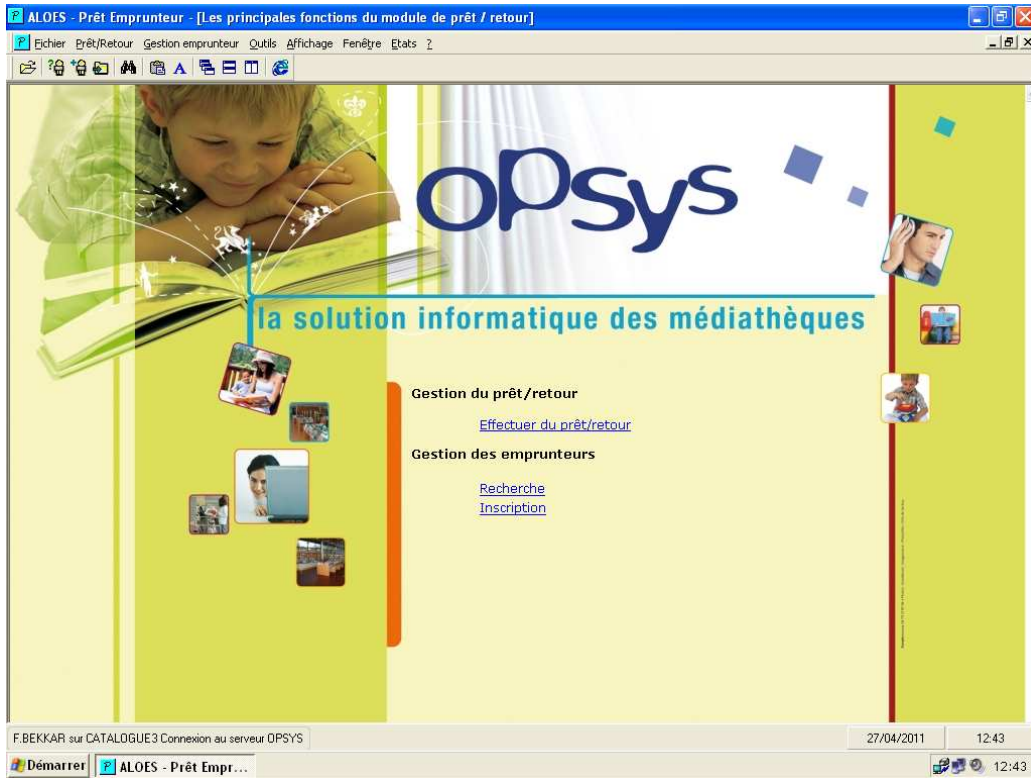 ALOES - Prêt Emprunteur - [Les principales fonctions du module de prêt / retour]
Fichier Prêt/Retour Gestion emprunteur Outils Affichage Fenêtre Etats ?
oPsys
la solution informatique des médiathèques
Gestion du prêt/retour
Effectuer du prêt/retour
Gestion des emprunteurs
Recherche
Inscription
F.BEKKAR sur CATALOGUE3 Connexion au serveur OPSYS 27/04/2011 12:43
Démarrer ALOES - Prêt Empr... 12:43